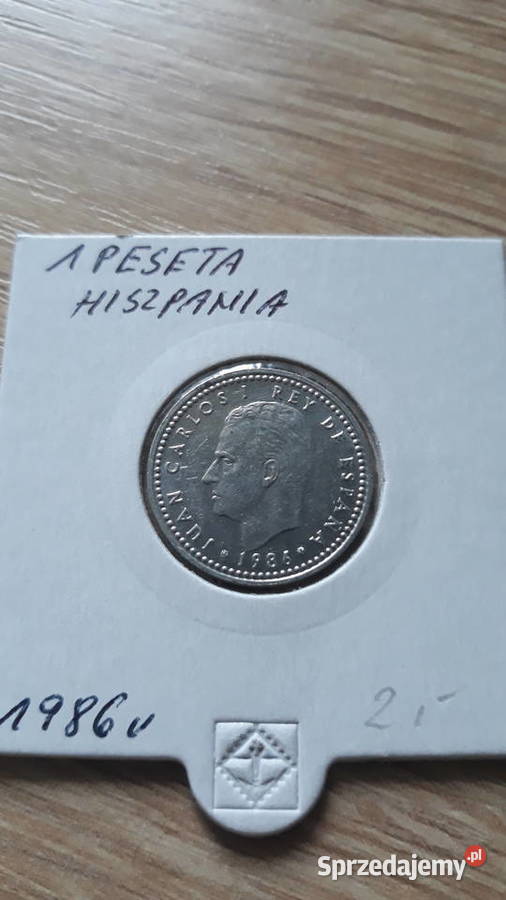 1 PESETA
HISZPANIA
JUAN CARLOS I REY DE ESPAÑA
* 1986 *
1986 v
2,-
Sprzedajemy.pl